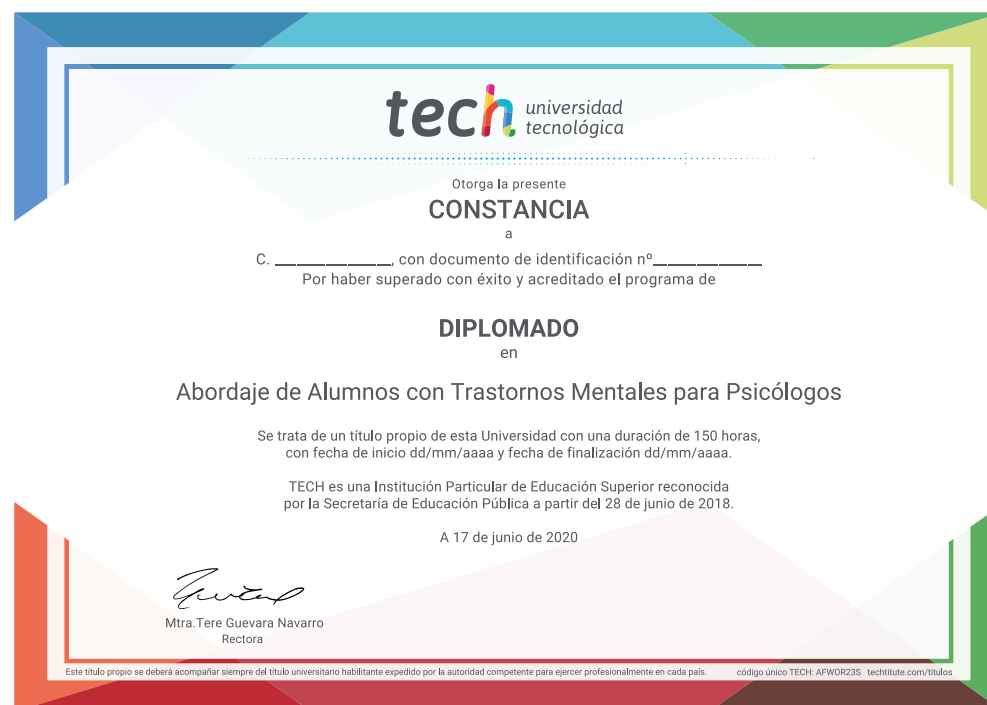 tech universidad
tecnológica
Otorga la presente
CONSTANCIA
a
C. ______________, con documento de identificación nº_____________
Por haber superado con éxito y acreditado el programa de
DIPLOMADO
en
Abordaje de Alumnos con Trastornos Mentales para Psicólogos
Se trata de un título propio de esta Universidad con una duración de 150 horas,
con fecha de inicio dd/mm/aaaa y fecha de finalización dd/mm/aaaa.
TECH es una Institución Particular de Educación Superior reconocida
por la Secretaría de Educación Pública a partir del 28 de junio de 2018.
A 17 de junio de 2020
Mtra.Tere Guevara Navarro
Rectora
Este título propio se deberá acompañar siempre del título universitario habilitante expedido por la autoridad competente para ejercer profesionalmente en cada país. código único TECH: AFWOR23S techtitute.com/titulos